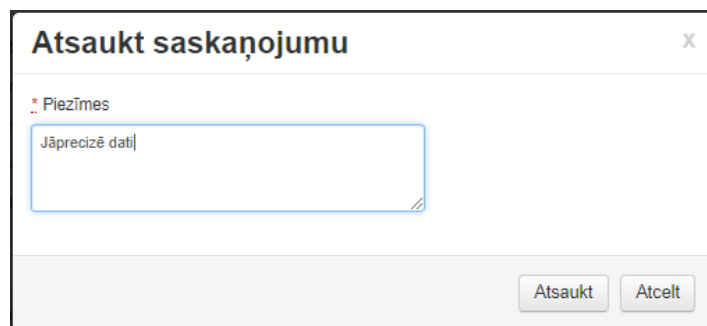 Atsaukt saskaņojumu
x
* Piezīmes
Jāprecizē dati
Atsaukt Atcelt